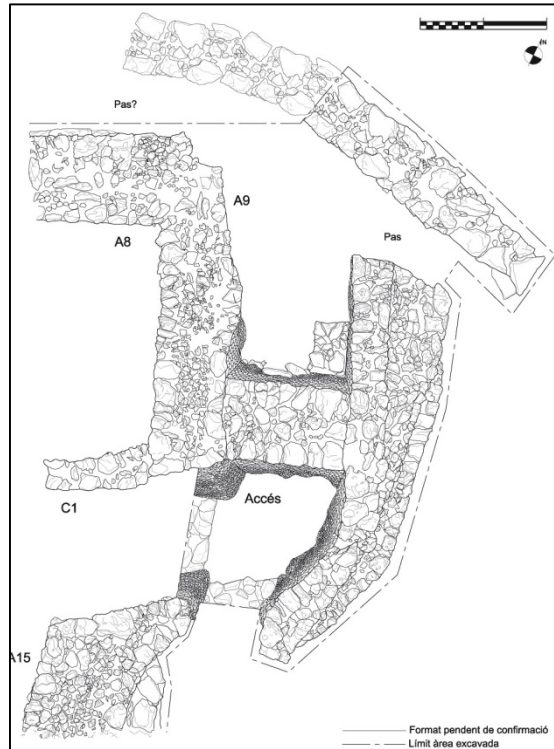 N
Pas?
A9
A8
Pas
Accés
C1
A15
Format pendent de confirmació
Límit àrea excavada